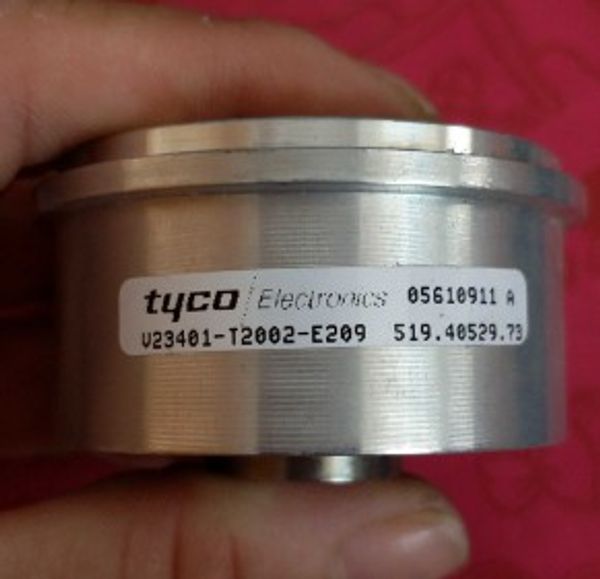 tyco Electronics 05610911 A
V23401-T2002-E209 519.40529.73